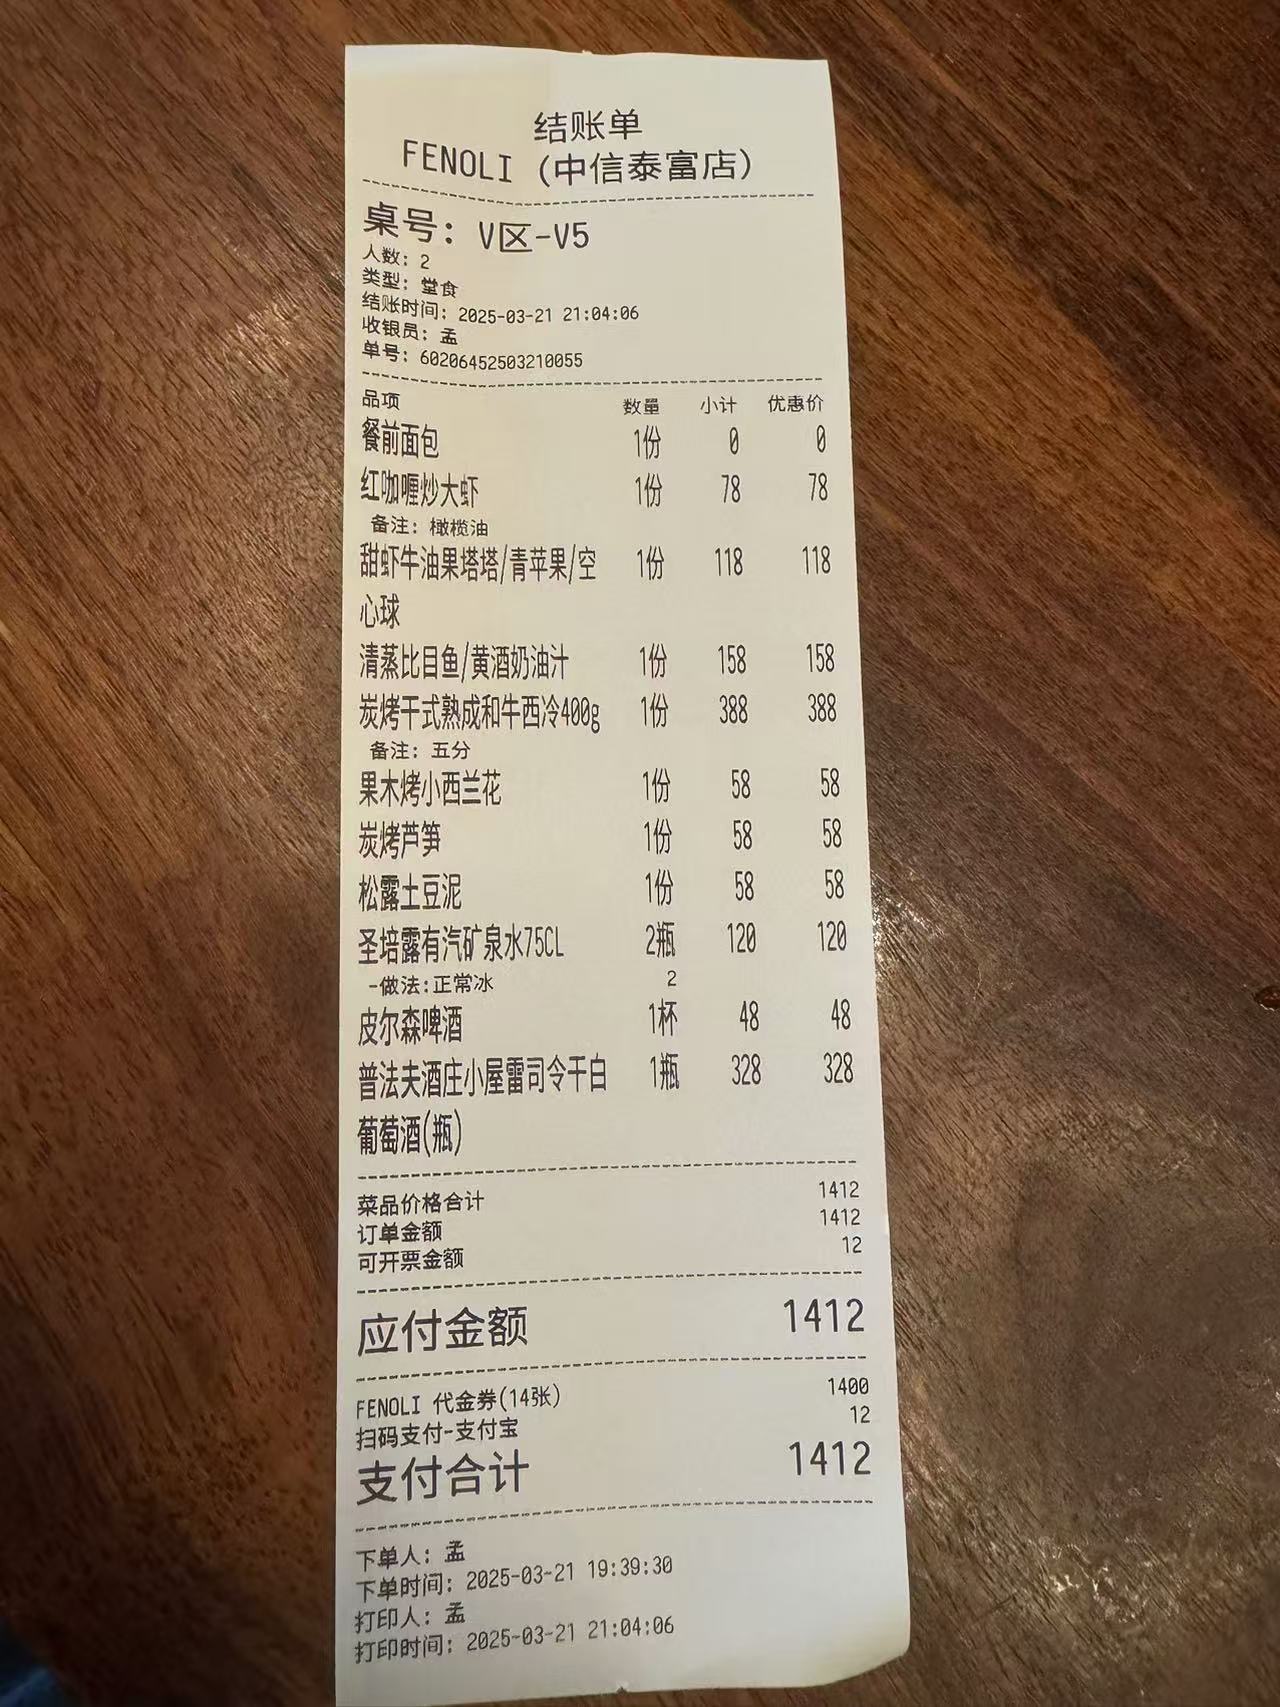 结账单
FENOLI (中信泰富店)
桌号: V区-V5
人数: 2
类型: 堂食
结账时间: 2025-03-21 21:04:06
收银员: 孟
单号: 60206452503210055
品项 数量 小计 优惠价
餐前面包 1份 0 0
红咖喱炒大虾 1份 78 78
备注: 橄榄油
甜虾牛油果塔塔/青苹果/空 1份 118 118
心球
清蒸比目鱼/黄酒奶油汁 1份 158 158
炭烤干式熟成和牛西冷400g 1份 388 388
备注: 五分
果木烤小西兰花 1份 58 58
炭烤芦笋 1份 58 58
松露土豆泥 1份 58 58
圣培露有汽矿泉水75CL 2瓶 120 120
-做法:正常冰 2
皮尔森啤酒 1杯 48 48
普法夫酒庄小屋雷司令干白 1瓶 328 328
葡萄酒(瓶)
菜品价格合计 1412
订单金额 1412
可开票金额 12
应付金额 1412
FENOLI 代金券(14张) 1400
扫码支付-支付宝 12
支付合计 1412
下单人: 孟
下单时间: 2025-03-21 19:39:30
打印人: 孟
打印时间: 2025-03-21 21:04:06